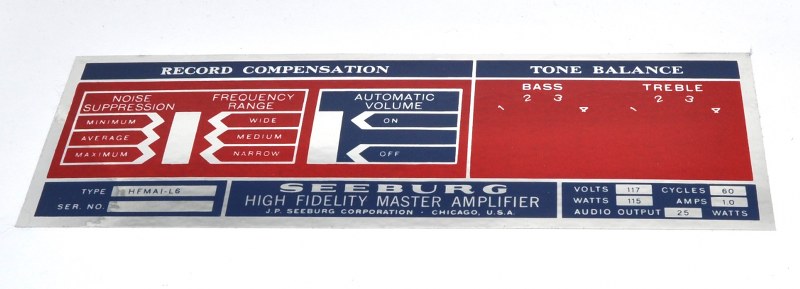 RECORD COMPENSATION
TONE BALANCE
NOISE SUPPRESSION
MINIMUM
AVERAGE
MAXIMUM
FREQUENCY RANGE
WIDE
MEDIUM
NARROW
AUTOMATIC VOLUME
ON
OFF
BASS
1 2 3 4
TREBLE
1 2 3 4
TYPE HFMA1-L6
SER. NO.
SEEBURG
HIGH FIDELITY MASTER AMPLIFIER
J.P. SEEBURG CORPORATION - CHICAGO, U.S.A.
VOLTS 117 CYCLES 60
WATTS 115 AMPS 1.0
AUDIO OUTPUT 25 WATTS